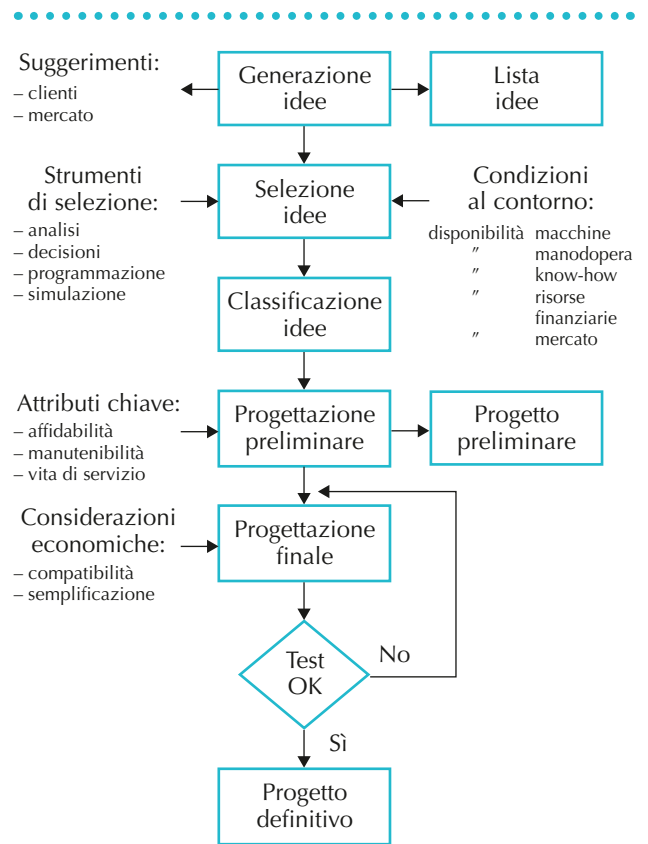 Suggerimenti:
– clienti
– mercato
Generazione
idee
Lista
idee
Strumenti
di selezione:
– analisi
– decisioni
– programmazione
– simulazione
Selezione
idee
Condizioni
al contorno:
disponibilità macchine
" manodopera
" know-how
" risorse
finanziarie
" mercato
Classificazione
idee
Attributi chiave:
– affidabilità
– manutenibilità
– vita di servizio
Progettazione
preliminare
Progetto
preliminare
Considerazioni
economiche:
– compatibilità
– semplificazione
Progettazione
finale
Test
OK
No
Sì
Progetto
definitivo